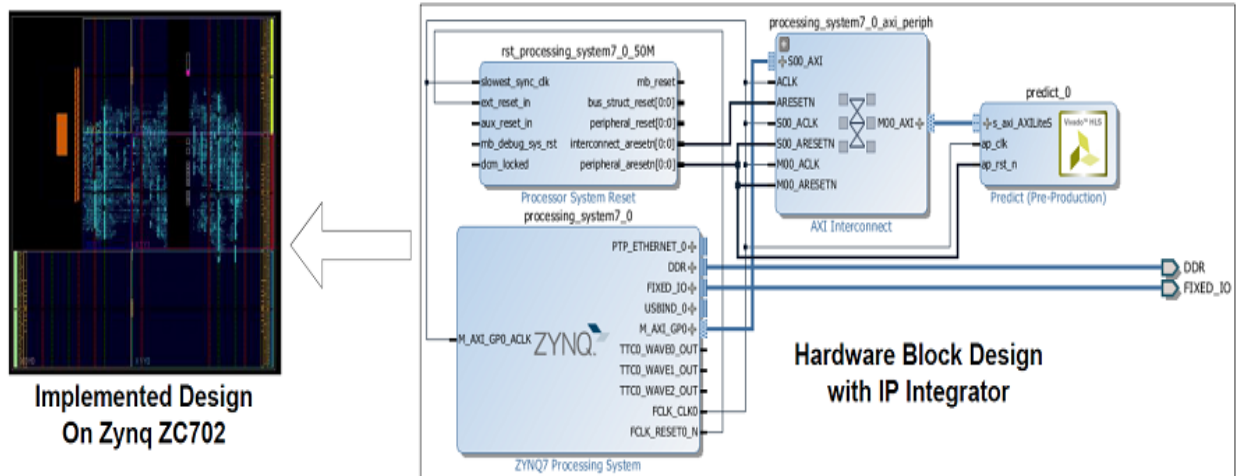 Implemented Design
On Zynq ZC702
rst_processing_system7_0_50M
slowest_sync_clk
ext_reset_in
aux_reset_in
mb_debug_sys_rst
dcm_locked
mb_reset
bus_struct_reset[0:0]
peripheral_reset[0:0]
interconnect_aresetn[0:0]
peripheral_aresetn[0:0]
Processor System Reset
processing_system7_0_axi_periph
S00_AXI
ACLK
ARESETN
S00_ACLK
S00_ARESETN
M00_ACLK
M00_ARESETN
M00_AXI
AXI Interconnect
predict_0
s_axi_AXILiteS
ap_clk
ap_rst_n
Vivado™ HLS
Predict (Pre-Production)
processing_system7_0
M_AXI_GP0_ACLK
ZYNQ
PTP_ETHERNET_0
DDR
FIXED_IO
USBIND_0
M_AXI_GP0
TTC0_WAVE0_OUT
TTC0_WAVE1_OUT
TTC0_WAVE2_OUT
FCLK_CLK0
FCLK_RESET0_N
ZYNQ7 Processing System
DDR
FIXED_IO
Hardware Block Design
with IP Integrator